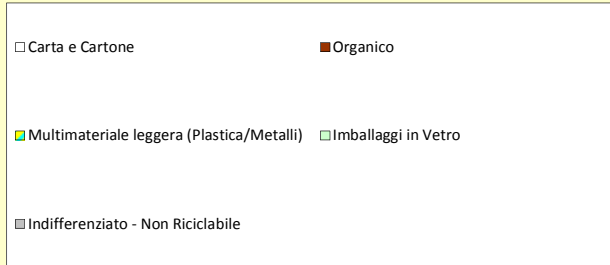 Carta e Cartone
Organico
Multimateriale leggera (Plastica/Metalli)
Imballaggi in Vetro
Indifferenziato - Non Riciclabile